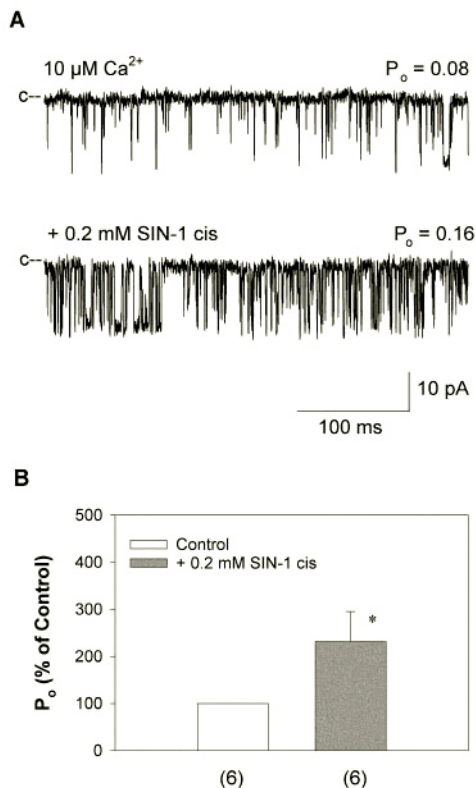 A
10 µM Ca²⁺ Pₒ = 0.08
c--
+ 0.2 mM SIN-1 cis Pₒ = 0.16
c--
10 pA
100 ms
B
Pₒ (% of Control)
500
400
300
200
100
0
Control
+ 0.2 mM SIN-1 cis
*
(6) (6)